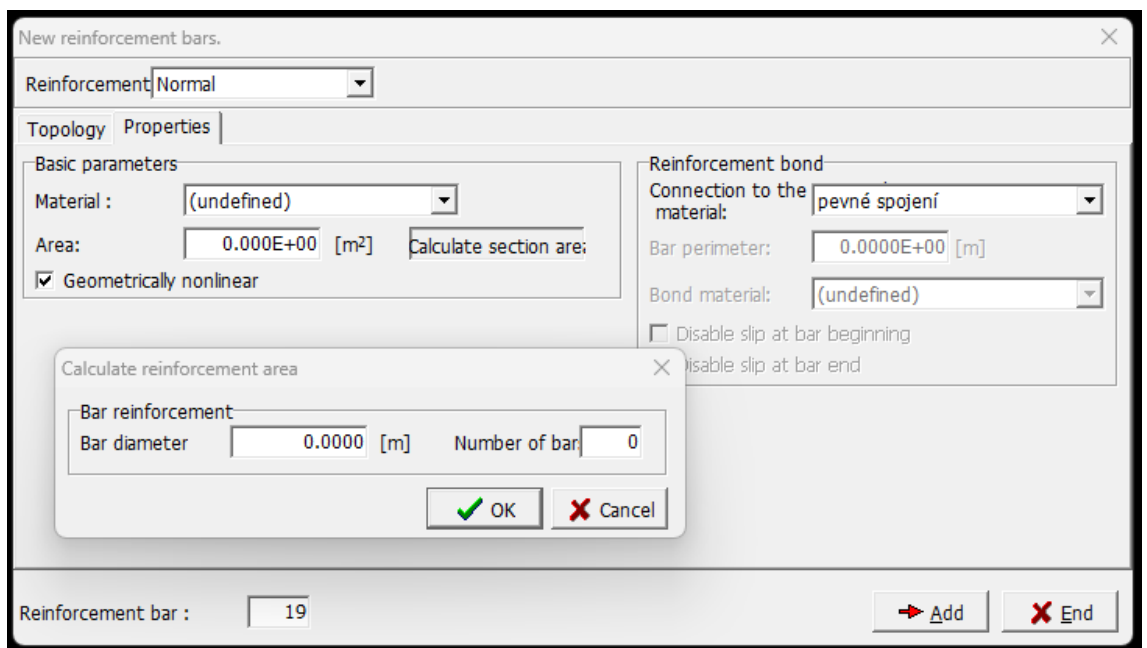 New reinforcement bars.
Reinforcement Normal
Topology Properties
Basic parameters
Material : (undefined)
Area: 0.000E+00 [m²] Calculate section area
Geometrically nonlinear
Reinforcement bond
Connection to the material: pevné spojení
Bar perimeter: 0.0000E+00 [m]
Bond material: (undefined)
Disable slip at bar beginning
Disable slip at bar end
Calculate reinforcement area
Bar reinforcement
Bar diameter 0.0000 [m] Number of bar 0
OK Cancel
Reinforcement bar : 19
Add End